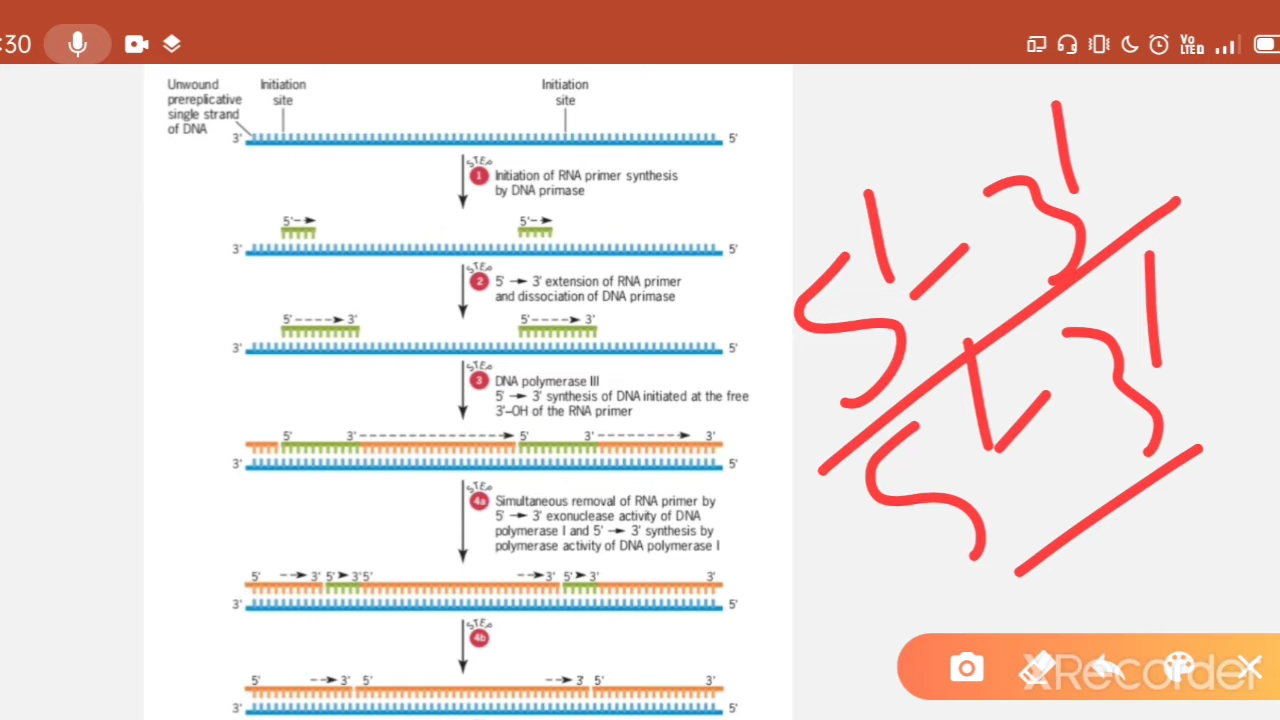 :30
Vo
LTE D
Unwound
prereplicative
single strand
of DNA
Initiation
site
Initiation
site
3' 5'
STEP
1 Initiation of RNA primer synthesis
by DNA primase
5' 5'
3' 5'
STEP
2 5' → 3' extension of RNA primer
and dissociation of DNA primase
5' 3' 5' 3'
3' 5'
STEP
3 DNA polymerase III
5' → 3' synthesis of DNA initiated at the free
3'–OH of the RNA primer
5' 3' 5' 3' 3'
3' 5'
STEP
4a Simultaneous removal of RNA primer by
5' → 3' exonuclease activity of DNA
polymerase I and 5' → 3' synthesis by
polymerase activity of DNA polymerase I
5' 3' 5' 3' 5' 3' 5' 3' 3'
3' 5'
STEP
4b
5' 3' 5' 3' 5' 3'
3' 5'
5' - 3'
5' 3'
XRecorder